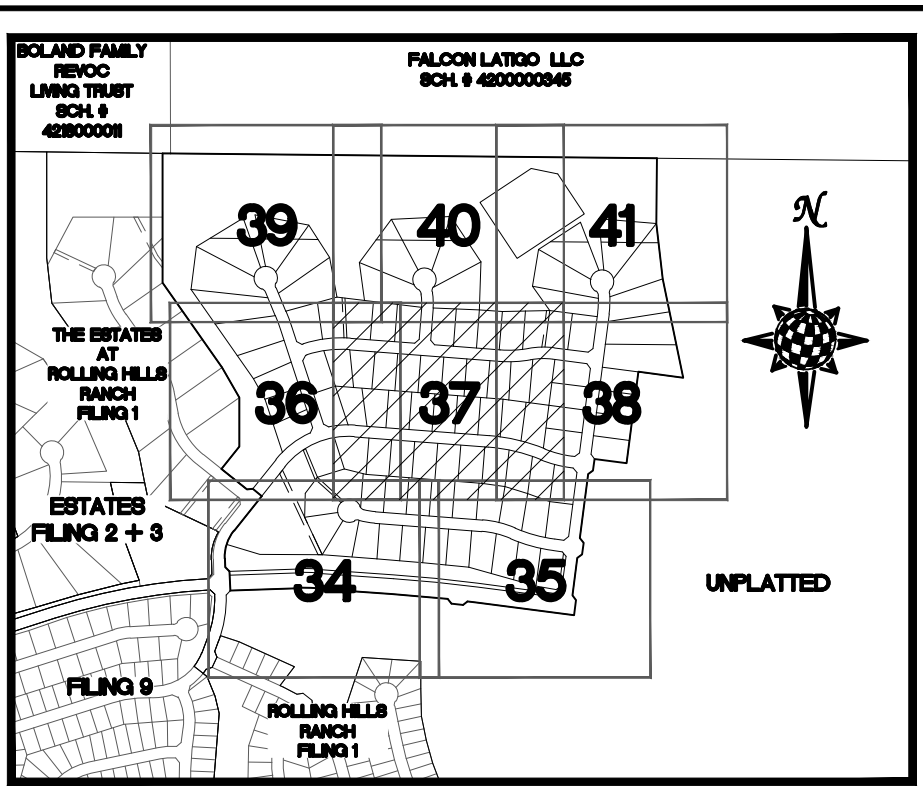 BOLAND FAMILY
REVOC
LIVING TRUST
SCH. #
4218000011
FALCON LATIGO LLC
SCH. # 4200000345
N
39
40
41
THE ESTATES
AT
ROLLING HILLS
RANCH
FILING 1
36
37
38
ESTATES
FILING 2 + 3
34
35
UNPLATTED
FILING 9
ROLLING HILLS
RANCH
FILING 1